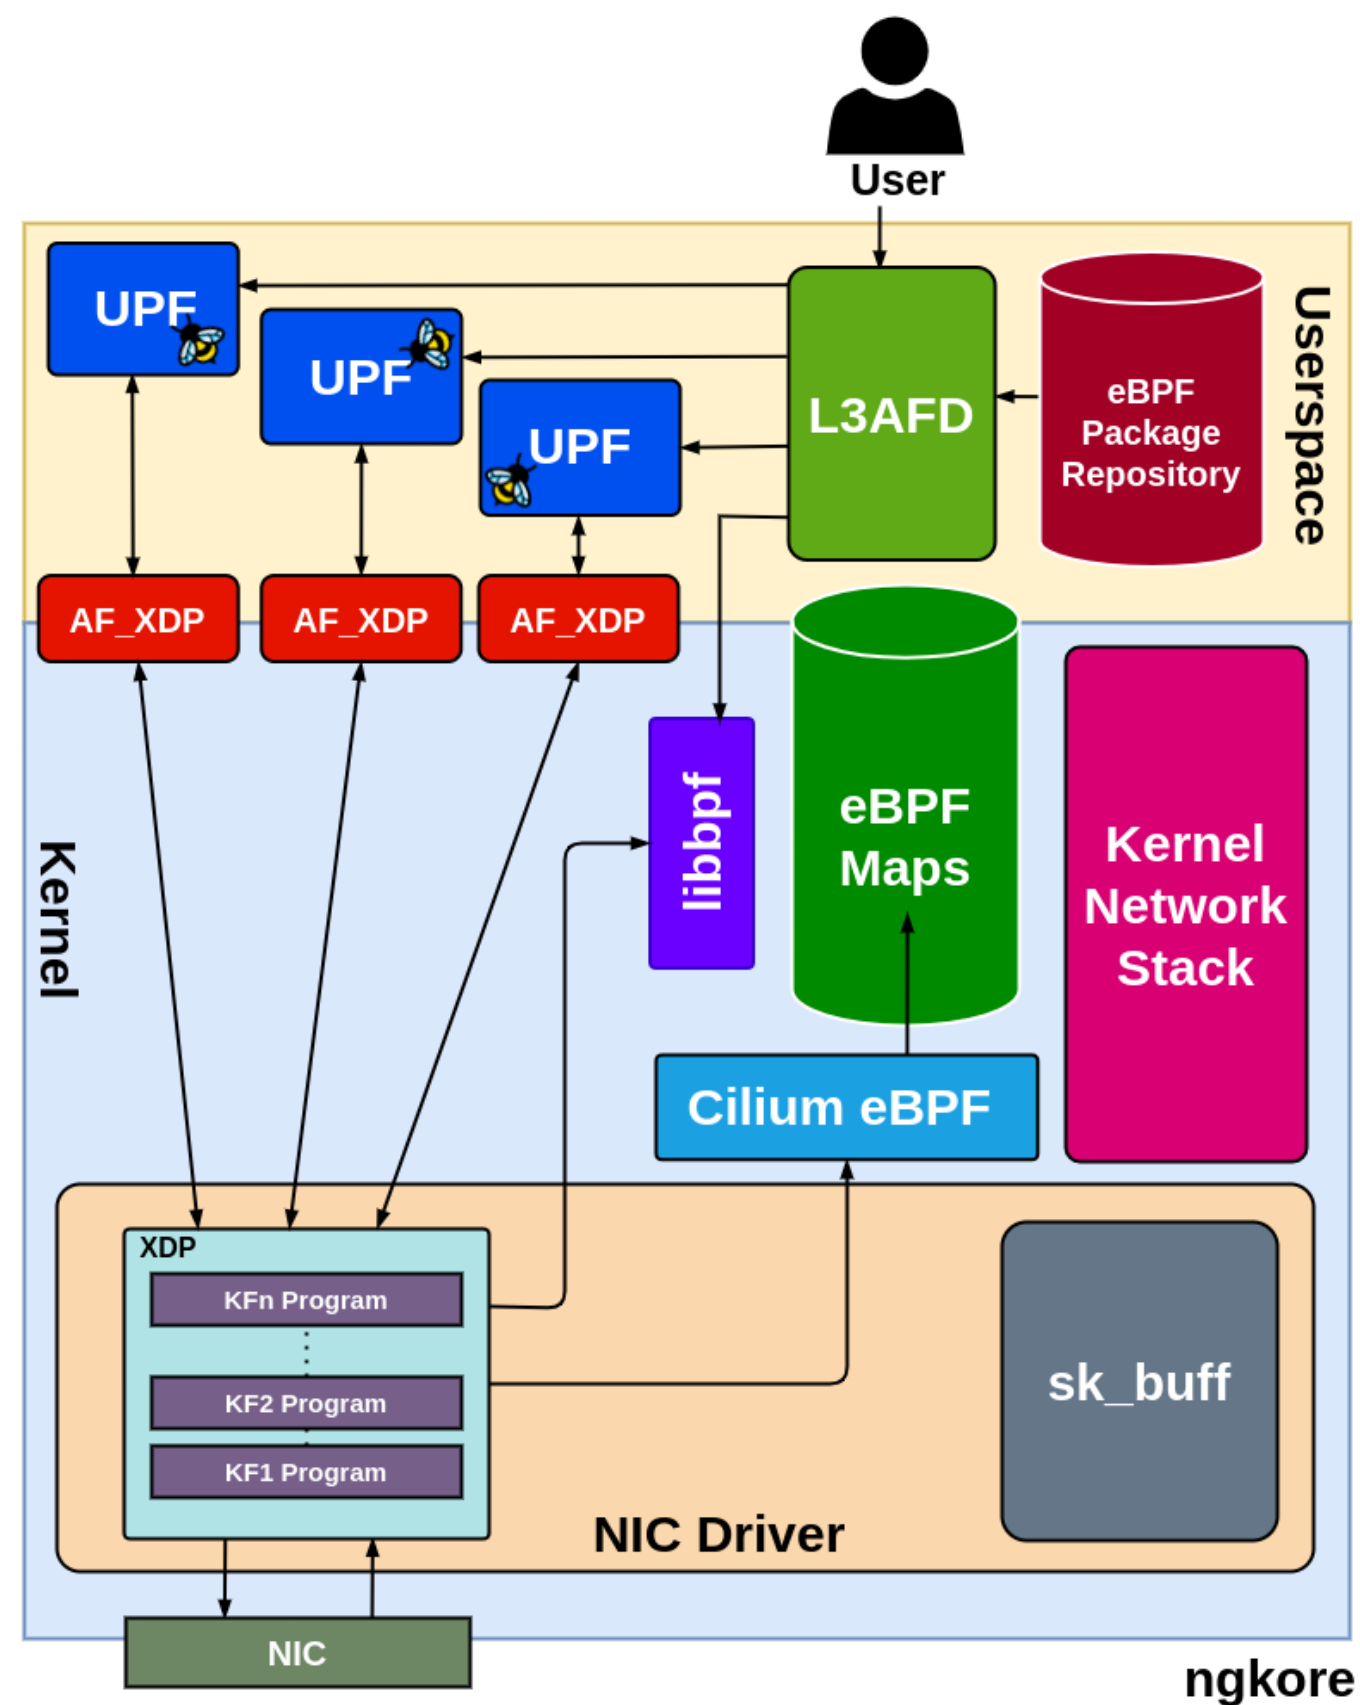 User
UPF
UPF
UPF
L3AFD
eBPF
Package
Repository
Userspace
AF_XDP
AF_XDP
AF_XDP
libbpf
eBPF
Maps
Kernel
Network
Stack
Kernel
Cilium eBPF
XDP
KFn Program
KF2 Program
KF1 Program
sk_buff
NIC Driver
NIC
ngkore